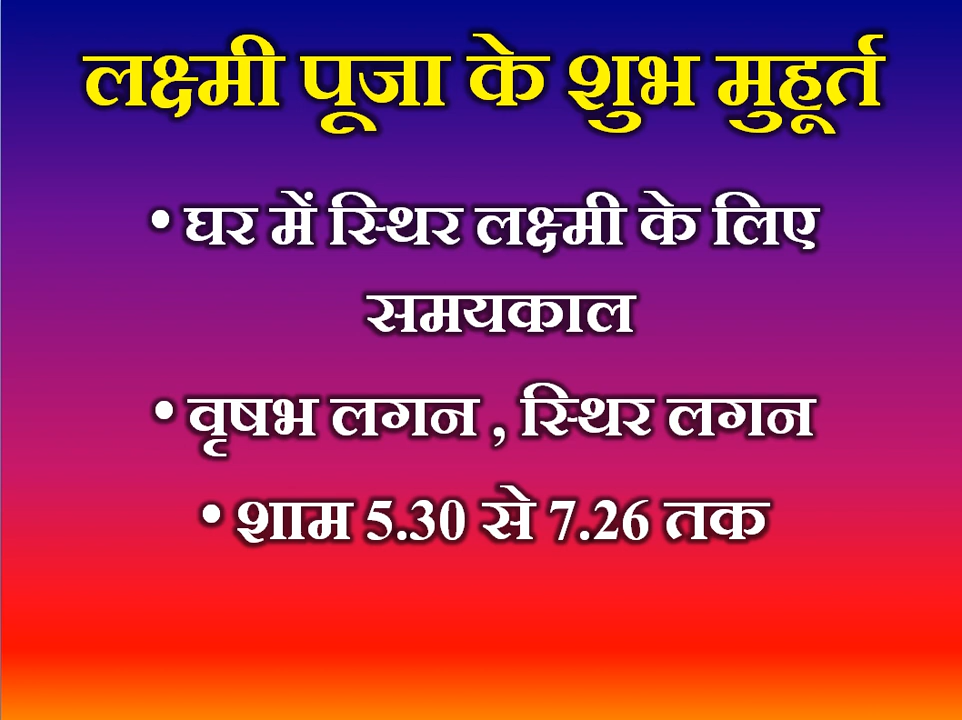 लक्ष्मी पूजा के शुभ मुहूर्त
• घर में स्थिर लक्ष्मी के लिए
समयकाल
• वृषभ लगन , स्थिर लगन
• शाम 5.30 से 7.26 तक